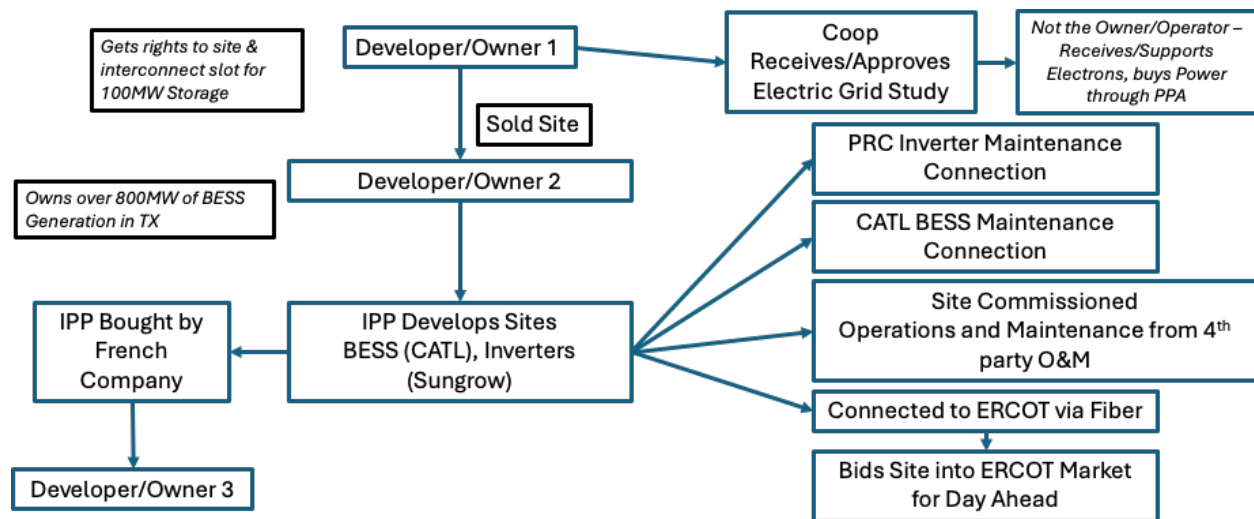 Gets rights to site &
interconnect slot for
100MW Storage
Developer/Owner 1
Coop
Receives/Approves
Electric Grid Study
Not the Owner/Operator –
Receives/Supports
Electrons, buys Power
through PPA
Sold Site
Developer/Owner 2
Owns over 800MW of BESS
Generation in TX
PRC Inverter Maintenance
Connection
CATL BESS Maintenance
Connection
IPP Bought by
French
Company
IPP Develops Sites
BESS (CATL), Inverters
(Sungrow)
Site Commissioned
Operations and Maintenance from 4th
party O&M
Connected to ERCOT via Fiber
Developer/Owner 3
Bids Site into ERCOT Market
for Day Ahead